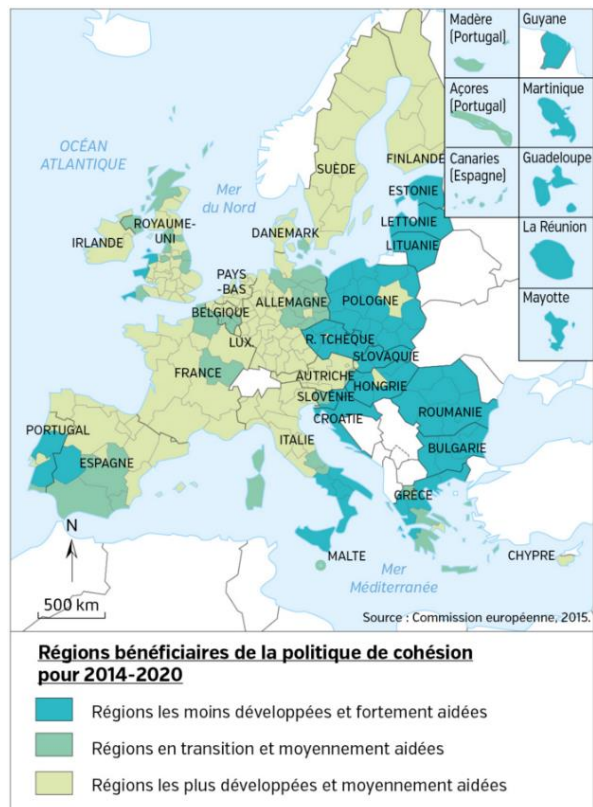 Madère
(Portugal)
Guyane
Açores
(Portugal)
Martinique
Canaries
(Espagne)
Guadeloupe
La Réunion
Mayotte
OCÉAN
ATLANTIQUE
Mer
du Nord
SUÈDE
FINLANDE
ESTONIE
LETTONIE
LITUANIE
DANEMARK
ROYAUME-
UNI
IRLANDE
PAYS
-BAS
BELGIQUE
ALLEMAGNE
POLOGNE
LUX.
R. TCHÈQUE
SLOVAQUIE
FRANCE
AUTRICHE
HONGRIE
SLOVÉNIE
CROATIE
ROUMANIE
BULGARIE
ITALIE
PORTUGAL
ESPAGNE
GRÈCE
MALTE
CHYPRE
Mer
Méditerranée
N
500 km
Source : Commission européenne, 2015.
Régions bénéficiaires de la politique de cohésion
pour 2014-2020
Régions les moins développées et fortement aidées
Régions en transition et moyennement aidées
Régions les plus développées et moyennement aidées